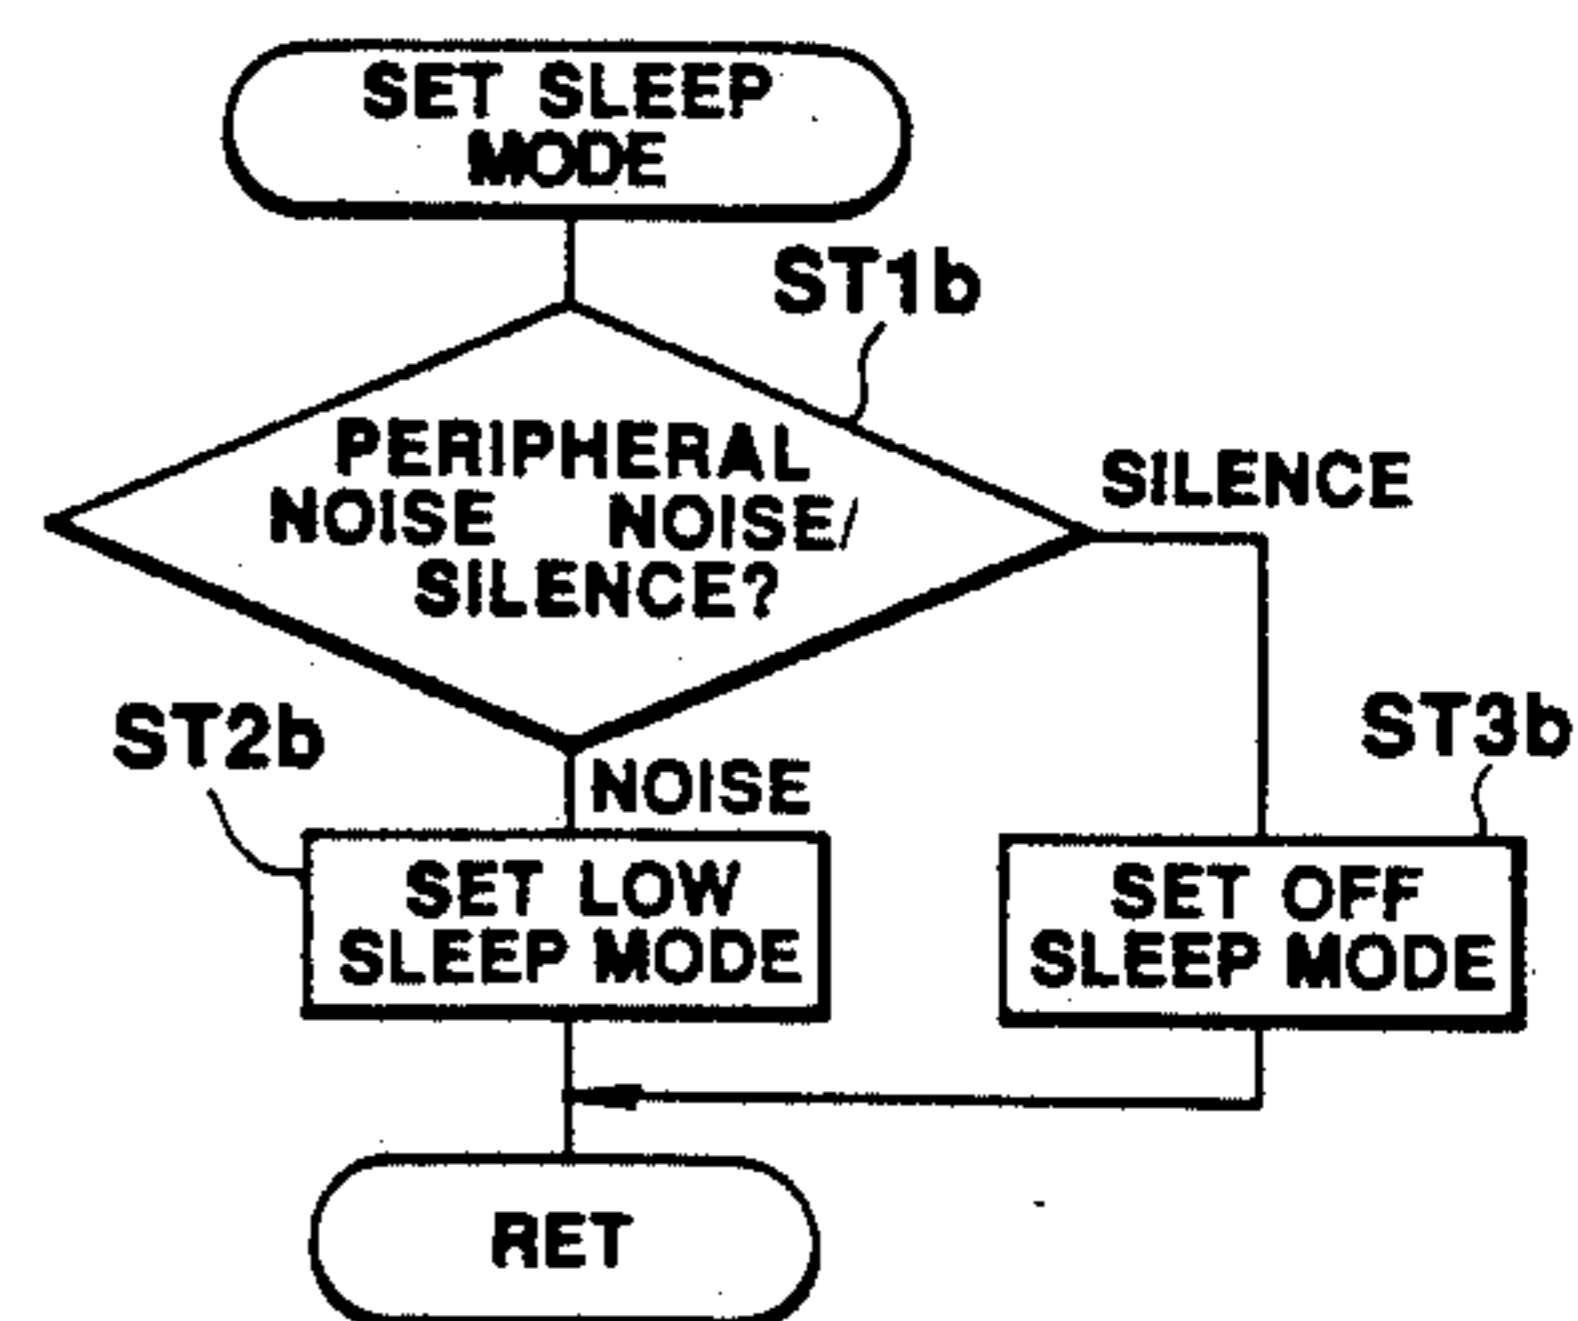 SET SLEEP
MODE
ST1b
PERIPHERAL
NOISE NOISE/
SILENCE?
SILENCE
ST2b
NOISE
ST3b
SET LOW
SLEEP MODE
SET OFF
SLEEP MODE
RET